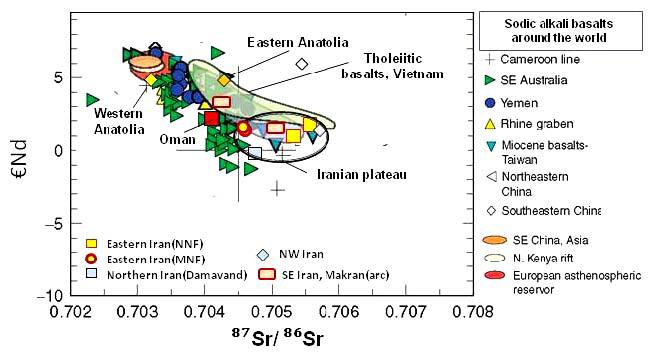 Sodic alkali basalts
around the world
Eastern Anatolia
Tholeiitic
basalts, Vietnam
Cameroon line
SE Australia
Yemen
Rhine graben
Miocene basalts-
Taiwan
Northeastern
China
Southeastern China
SE China, Asia
N. Kenya rift
European asthenospheric
reservor
5
0
−5
−10
€Nd
Western
Anatolia
Oman
Iranian plateau
Eastern Iran(NNF)
Eastern Iran(MNF)
Northern Iran(Damavand)
NW Iran
SE Iran, Makran(arc)
0.702 0.703 0.704 0.705 0.706 0.707 0.708
87Sr/ 86Sr